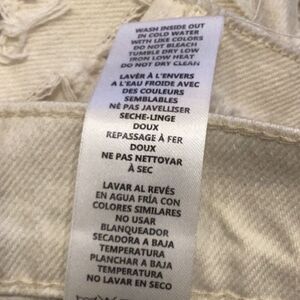 WASH INSIDE OUT
IN COLD WATER
WITH LIKE COLORS
DO NOT BLEACH
TUMBLE DRY LOW
IRON LOW HEAT
DO NOT DRY CLEAN
LAVÉR À L'ENVERS
A L'EAU FROIDE AVEC
DES COULEURS
SEMBLABLES
NÉ PAS JAVELLISER
SECHE-LINGE
DOUX
REPASSAGE À FER
DOUX
NE PAS NETTOYAR
À SEC
LAVAR AL REVÉS
EN AGUA FRÍA CON
COLORES SIMILARES
NO USAR
BLANQUEADOR
SECADORA A BAJA
TEMPERATURA
PLANCHAR A BAJA
TEMPERATURA
NO LAVAR EN SECO